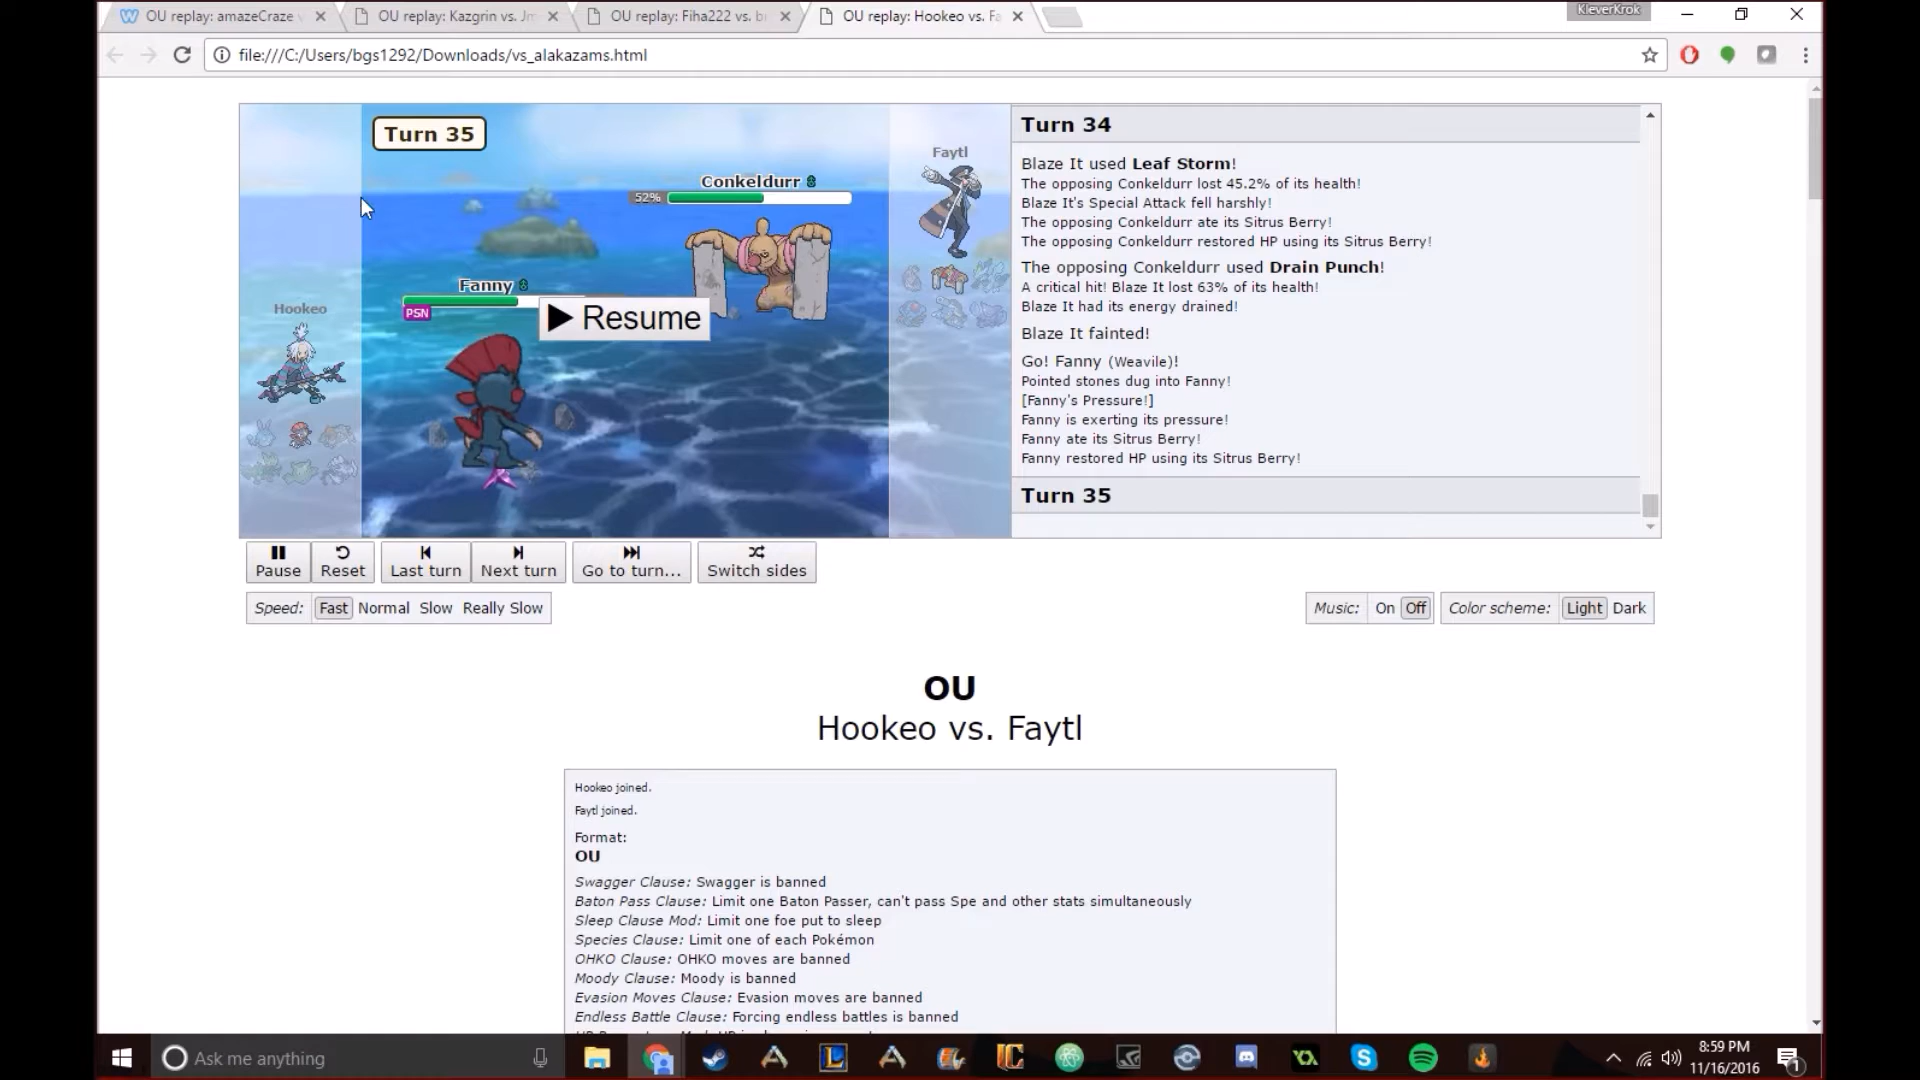 OU replay: amazeCraze v
OU replay: Kazgrin vs. Jm
OU replay: Fiha222 vs. b
OU replay: Hookeo vs. Fa
KleverKrok
file:///C:/Users/bgs1292/Downloads/vs_alakazams.html
Turn 35
Conkeldurr
52%
Fanny
PSN
Resume
Hookeo
Faytl
Turn 34
Blaze It used Leaf Storm!
The opposing Conkeldurr lost 45.2% of its health!
Blaze It's Special Attack fell harshly!
The opposing Conkeldurr ate its Sitrus Berry!
The opposing Conkeldurr restored HP using its Sitrus Berry!
The opposing Conkeldurr used Drain Punch!
A critical hit! Blaze It lost 63% of its health!
Blaze It had its energy drained!
Blaze It fainted!
Go! Fanny (Weavile)!
Pointed stones dug into Fanny!
[Fanny's Pressure!]
Fanny is exerting its pressure!
Fanny ate its Sitrus Berry!
Fanny restored HP using its Sitrus Berry!
Turn 35
Pause Reset Last turn Next turn Go to turn... Switch sides
Speed: Fast Normal Slow Really Slow
Music: On Off Color scheme: Light Dark
OU
Hookeo vs. Faytl
Hookeo joined.
Faytl joined.
Format:
OU
Swagger Clause: Swagger is banned
Baton Pass Clause: Limit one Baton Passer, can't pass Spe and other stats simultaneously
Sleep Clause Mod: Limit one foe put to sleep
Species Clause: Limit one of each Pokémon
OHKO Clause: OHKO moves are banned
Moody Clause: Moody is banned
Evasion Moves Clause: Evasion moves are banned
Endless Battle Clause: Forcing endless battles is banned
Ask me anything
8:59 PM
11/16/2016
1